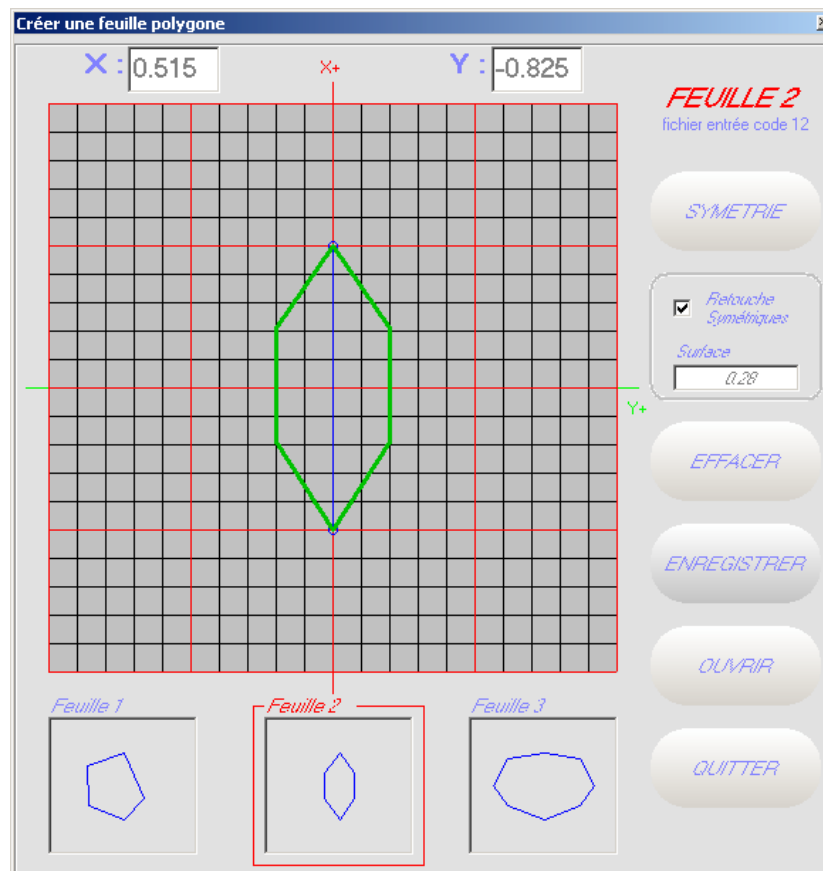 Créer une feuille polygone
X : 0.515
Y : -0.825
X+
FEUILLE 2
fichier entrée code 12
SYMETRIE
Retouche
Symétriques
Surface
0.28
Y+
EFFACER
ENREGISTRER
OUVRIR
QUITTER
Feuille 1
Feuille 2
Feuille 3